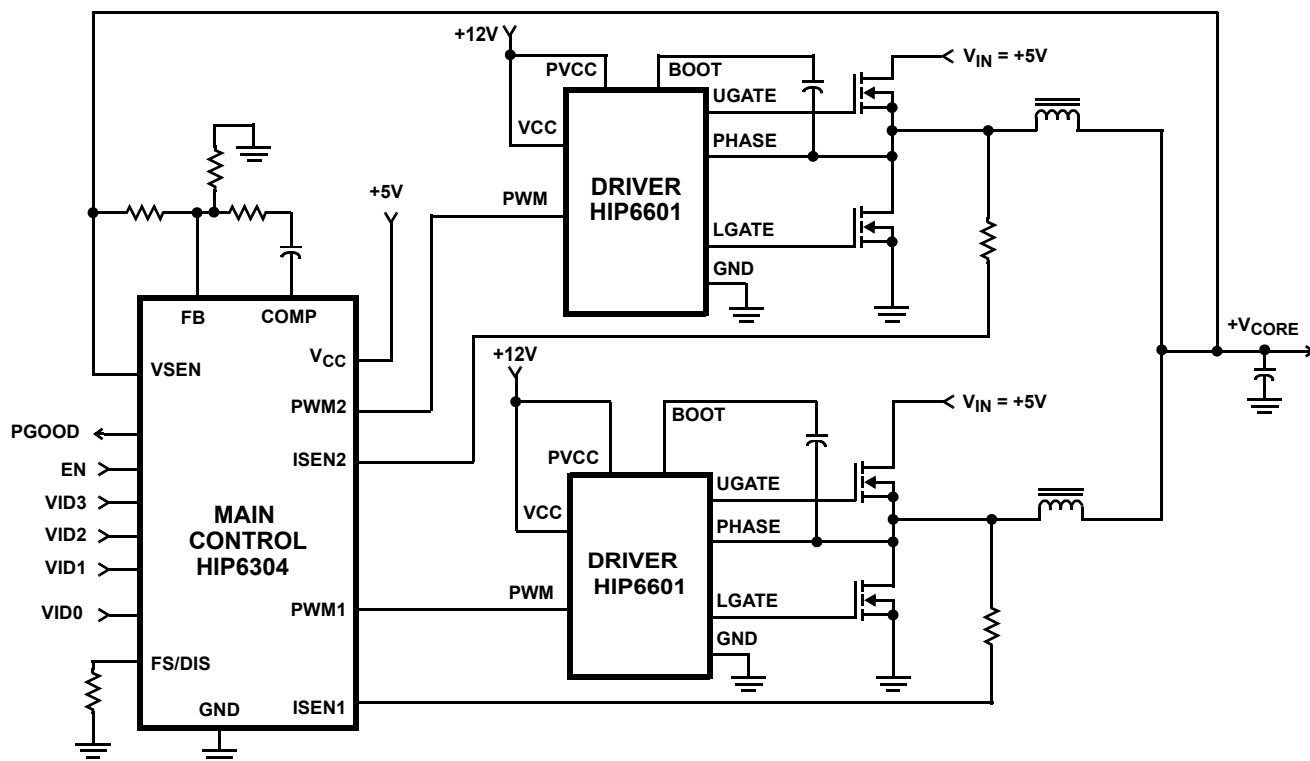 +12V
PVCC
BOOT
V_IN = +5V
UGATE
VCC
PHASE
DRIVER
HIP6601
+5V
PWM
LGATE
GND
FB
COMP
V_CC
+12V
+V_CORE
VSEN
PWM2
BOOT
V_IN = +5V
PGOOD
ISEN2
PVCC
EN
UGATE
VID3
MAIN
CONTROL
HIP6304
VCC
VID2
PHASE
DRIVER
HIP6601
VID1
PWM
LGATE
VID0
PWM1
GND
FS/DIS
GND
ISEN1